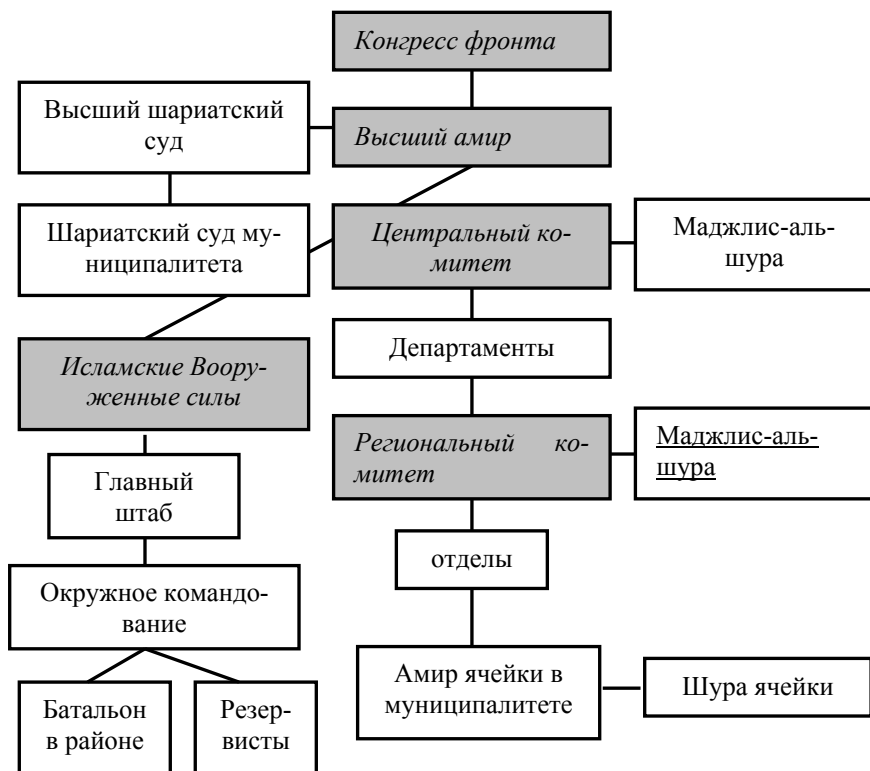 Конгресс фронта
Высший шариатский
суд
Высший амир
Шариатский суд му-
ниципалитета
Центральный ко-
митет
Маджлис-аль-
шура
Департаменты
Исламские Воору-
женные силы
Региональный ко-
митет
Маджлис-аль-
шура
Главный
штаб
отделы
Окружное командо-
вание
Амир ячейки в
муниципалитете
Шура ячейки
Батальон
в районе
Резер-
висты